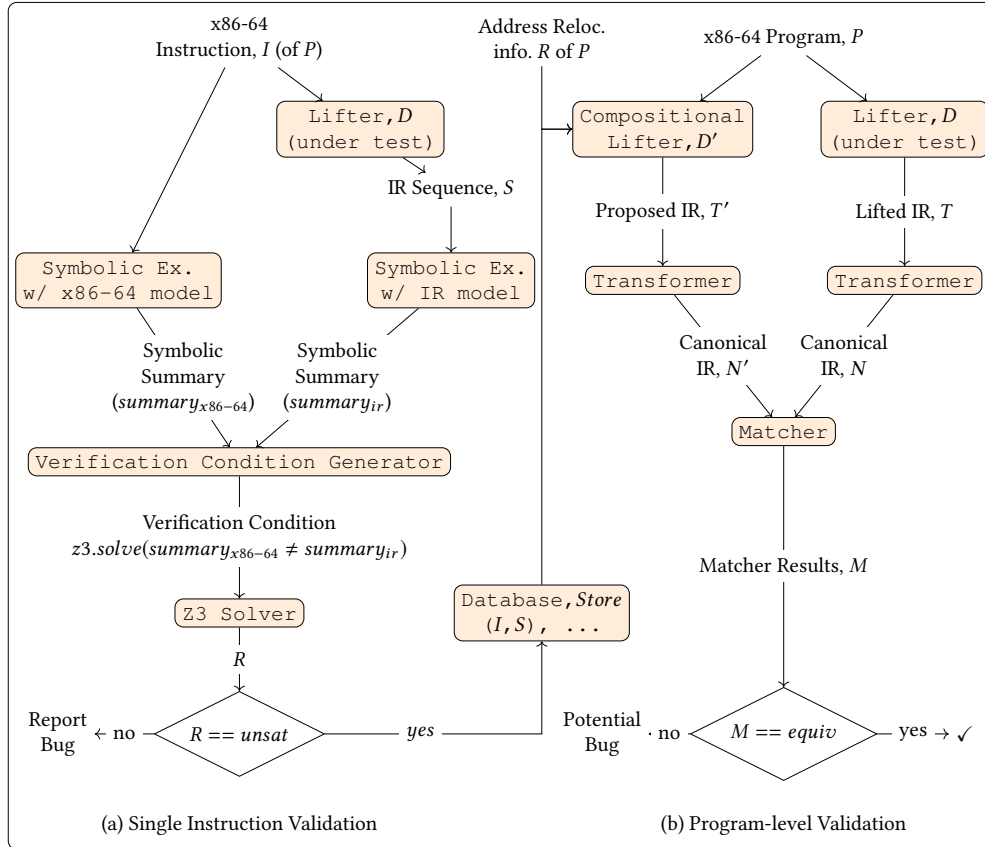 x86-64
Instruction, I (of P)
Address Reloc.
info. R of P
x86-64 Program, P
Lifter, D
(under test)
Compositional
Lifter, D′
Lifter, D
(under test)
IR Sequence, S
Proposed IR, T′
Lifted IR, T
Symbolic Ex.
w/ x86-64 model
Symbolic Ex.
w/ IR model
Transformer
Transformer
Symbolic
Summary
(summary_x86−64)
Symbolic
Summary
(summary_ir)
Canonical
IR, N′
Canonical
IR, N
Matcher
Verification Condition Generator
Verification Condition
z3.solve(summary_x86−64 ≠ summary_ir)
Matcher Results, M
Z3 Solver
Database, Store
(I, S), ...
R
Report
Bug
no
R == unsat
yes
Potential
Bug
no
M == equiv
yes
✓
(a) Single Instruction Validation
(b) Program-level Validation